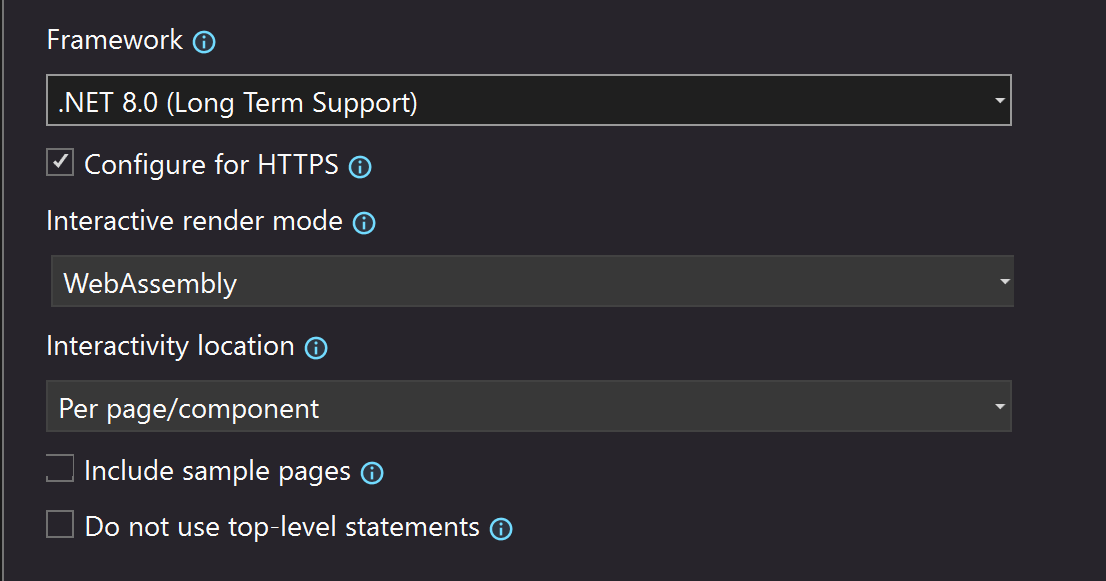 Framework
.NET 8.0 (Long Term Support)
Configure for HTTPS
Interactive render mode
WebAssembly
Interactivity location
Per page/component
Include sample pages
Do not use top-level statements